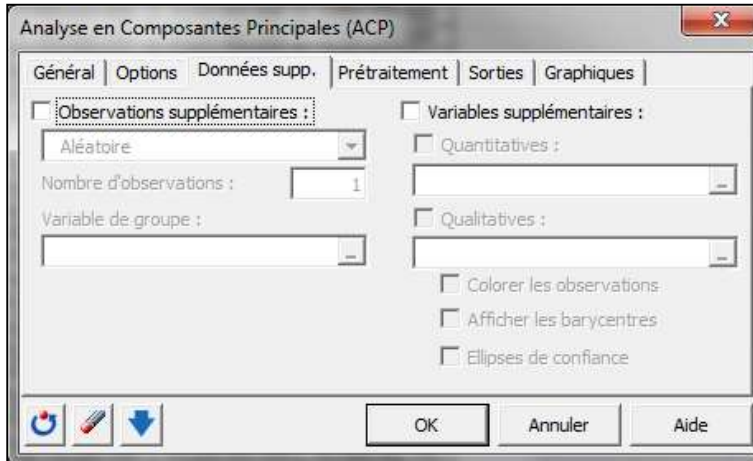 Analyse en Composantes Principales (ACP)
Général | Options | Données supp. | Prétraitement | Sorties | Graphiques |
Observations supplémentaires :
Aléatoire
Nombre d'observations : 1
Variable de groupe :
...
Variables supplémentaires :
Quantitatives :
...
Qualitatives :
...
Colorer les observations
Afficher les barycentres
Ellipses de confiance
OK Annuler Aide